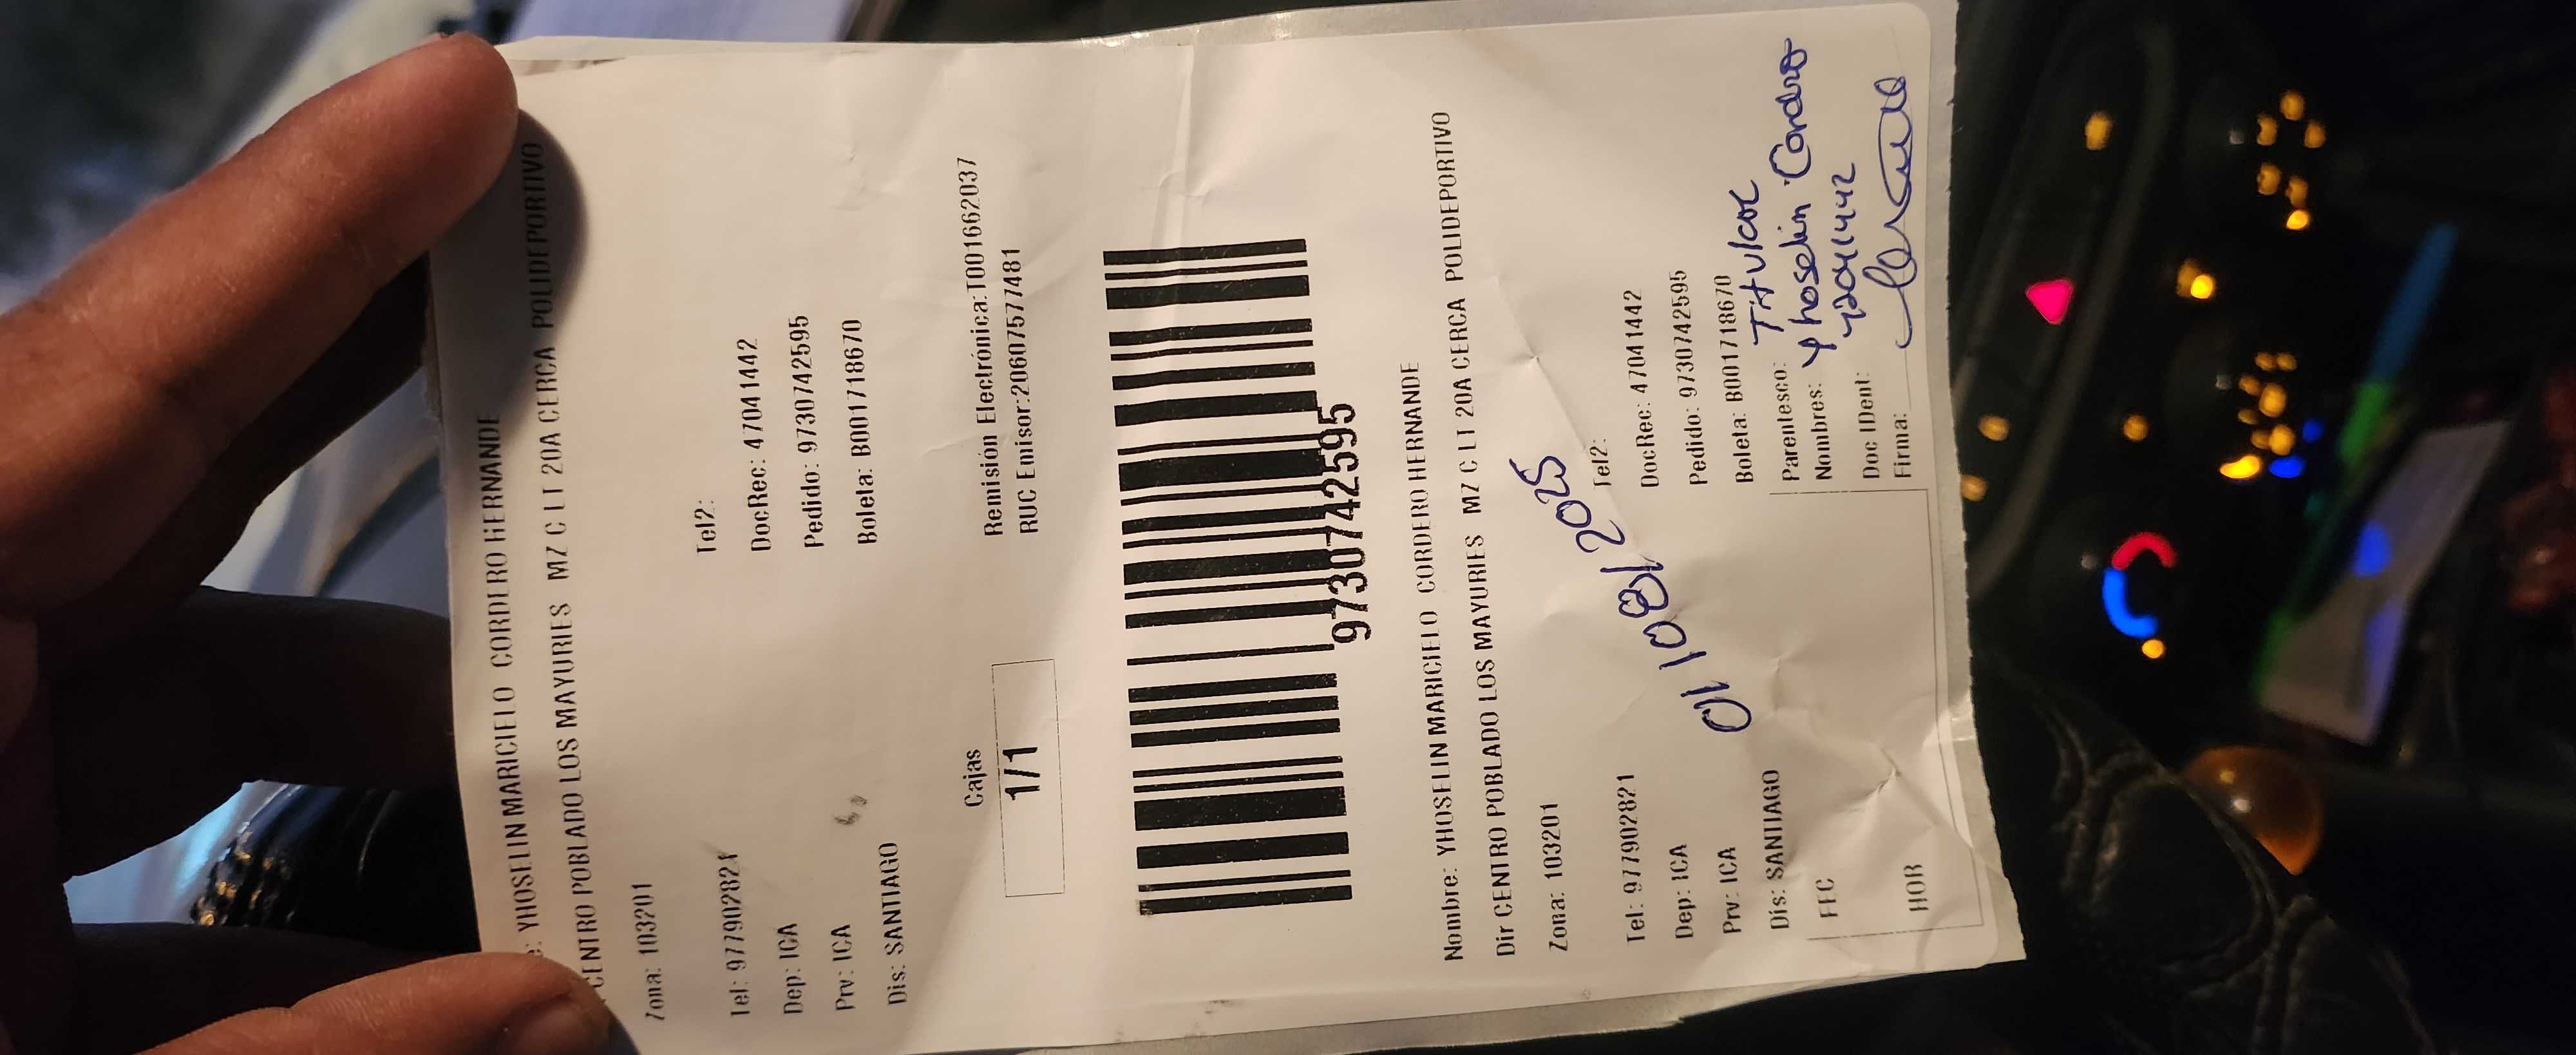 e: YHOSELIN MARICIELO CORDERO HERNANDE
CENTRO POBLADO LOS MAYURIES MZ C LT 20A CERCA POLIDEPORTIVO
Zona: 103201
Tel: 977902821 Tel2:
Dep: ICA DocRec: 47041442
Prv: ICA Pedido: 9730742595
Dis: SANTIAGO Boleta: B001718670
Cajas Remisión Electrónica:T001662037
1/1 RUC Emisor:20607577481
9730742595
Nombre: YHOSELIN MARICIELO CORDERO HERNANDE
Dir CENTRO POBLADO LOS MAYURIES MZ C LT 20A CERCA POLIDEPORTIVO
Zona: 103201
01/08/2025
Tel: 977902821 Tel2:
Dep: ICA DocRec: 47041442
Prv: ICA Pedido: 9730742595
Dis: SANTIAGO Boleta: B001718670
FEC Parentesco: Titular
Nombres: Yhoselin Cordero
Doc IDent:
HOR Firma: